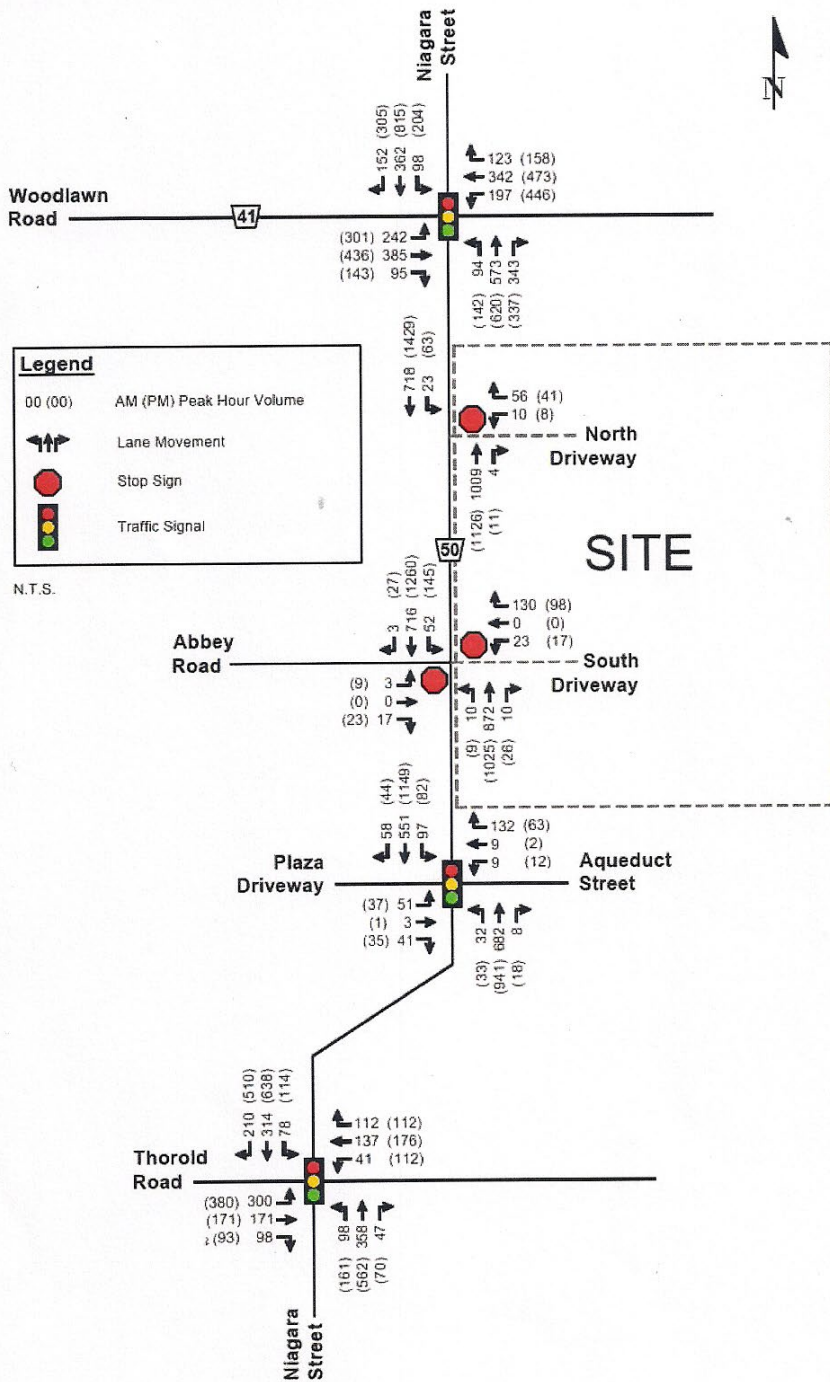 Niagara
Street
N
152 (305)
362 (815)
98 (204)
123 (158)
342 (473)
197 (446)
Woodlawn
Road
41
(301) 242
(436) 385
(143) 95
(142) 94
(620) 573
(337) 343
Legend
00 (00) AM (PM) Peak Hour Volume
Lane Movement
Stop Sign
Traffic Signal
N.T.S.
718 (1429)
23 (63)
56 (41)
10 (8)
North
Driveway
(1126) 1009
(11) 4
50
SITE
3 (27)
716 (1260)
52 (145)
130 (98)
0 (0)
23 (17)
Abbey
Road
South
Driveway
(9) 3
(0) 0
(23) 17
(9) 10
(1025) 872
(26) 10
58 (44)
551 (1149)
97 (82)
132 (63)
9 (2)
9 (12)
Plaza
Driveway
Aqueduct
Street
(37) 51
(1) 3
(35) 41
(33) 32
(941) 682
(18) 8
210 (510)
314 (638)
78 (114)
112 (112)
137 (176)
41 (112)
Thorold
Road
(380) 300
(171) 171
(93) 98
(161) 98
(562) 358
(70) 47
Niagara
Street